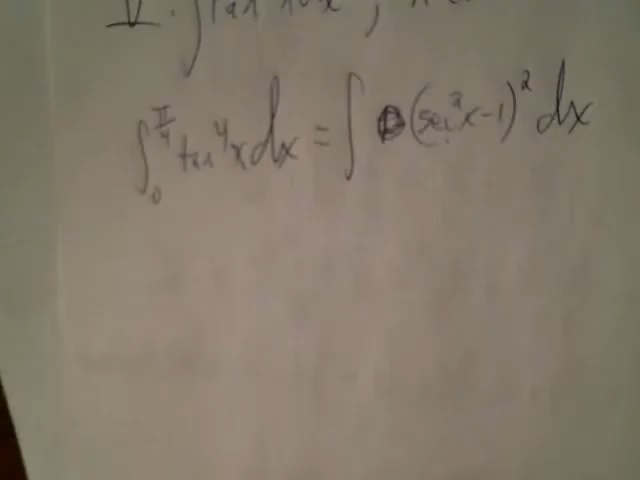 ∫₀^{π/4} tan⁴x dx = ∫ (sec²x-1)² dx